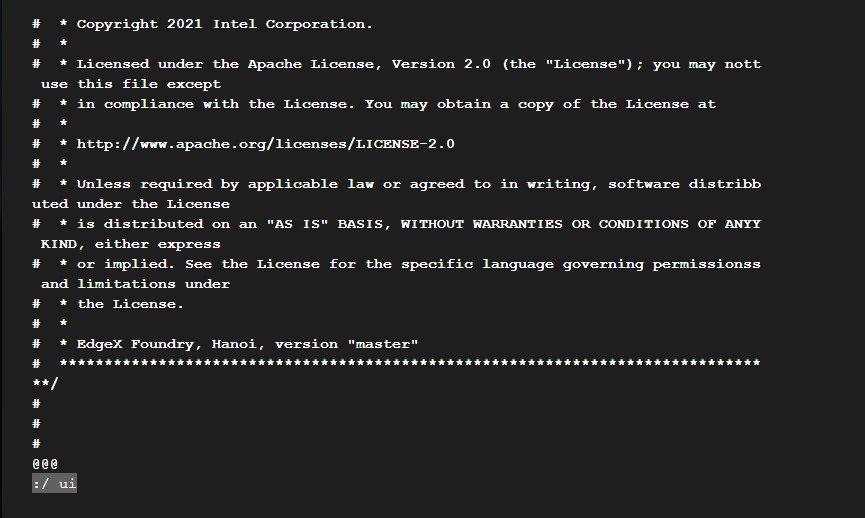 #  * Copyright 2021 Intel Corporation.
#  *
#  * Licensed under the Apache License, Version 2.0 (the "License"); you may nott
 use this file except
#  * in compliance with the License. You may obtain a copy of the License at
#  *
#  * http://www.apache.org/licenses/LICENSE-2.0
#  *
#  * Unless required by applicable law or agreed to in writing, software distribb
uted under the License
#  * is distributed on an "AS IS" BASIS, WITHOUT WARRANTIES OR CONDITIONS OF ANYY
 KIND, either express
#  * or implied. See the License for the specific language governing permissionss
 and limitations under
#  * the License.
#  *
#  * EdgeX Foundry, Hanoi, version "master"
#  ******************************************************************************
**/
#
#
#
@@@
:/ ui